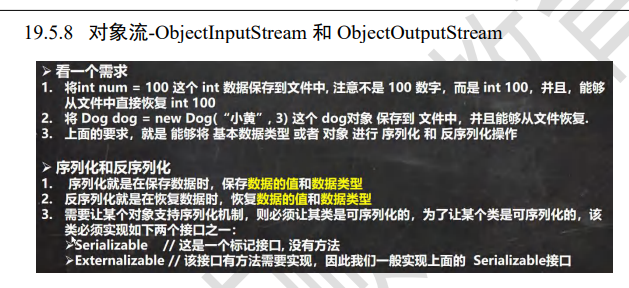 19.5.8 对象流-ObjectInputStream 和 ObjectOutputStream
➢ 看一个需求
1. 将int num = 100 这个 int 数据保存到文件中, 注意不是 100 数字，而是 int 100，并且，能够
从文件中直接恢复 int 100
2. 将 Dog dog = new Dog(“小黄”, 3) 这个 dog对象 保存到 文件中，并且能够从文件恢复.
3. 上面的要求，就是 能够将 基本数据类型 或者 对象 进行 序列化 和 反序列化操作
➢ 序列化和反序列化
1. 序列化就是在保存数据时，保存数据的值和数据类型
2. 反序列化就是在恢复数据时，恢复数据的值和数据类型
3. 需要让某个对象支持序列化机制，则必须让其类是可序列化的，为了让某个类是可序列化的，该
类必须实现如下两个接口之一：
➢Serializable // 这是一个标记接口, 没有方法
➢Externalizable // 该接口有方法需要实现，因此我们一般实现上面的 Serializable接口